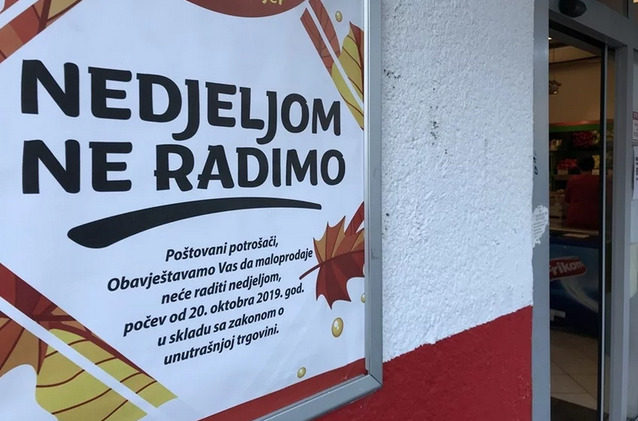 NEDJELJOM
NE RADIMO
Poštovani potrošači,
Obavještavamo Vas da maloprodaje
neće raditi nedjeljom,
počev od 20. oktobra 2019. god.
u skladu sa zakonom o
unutrašnjoj trgovini.
Frikom